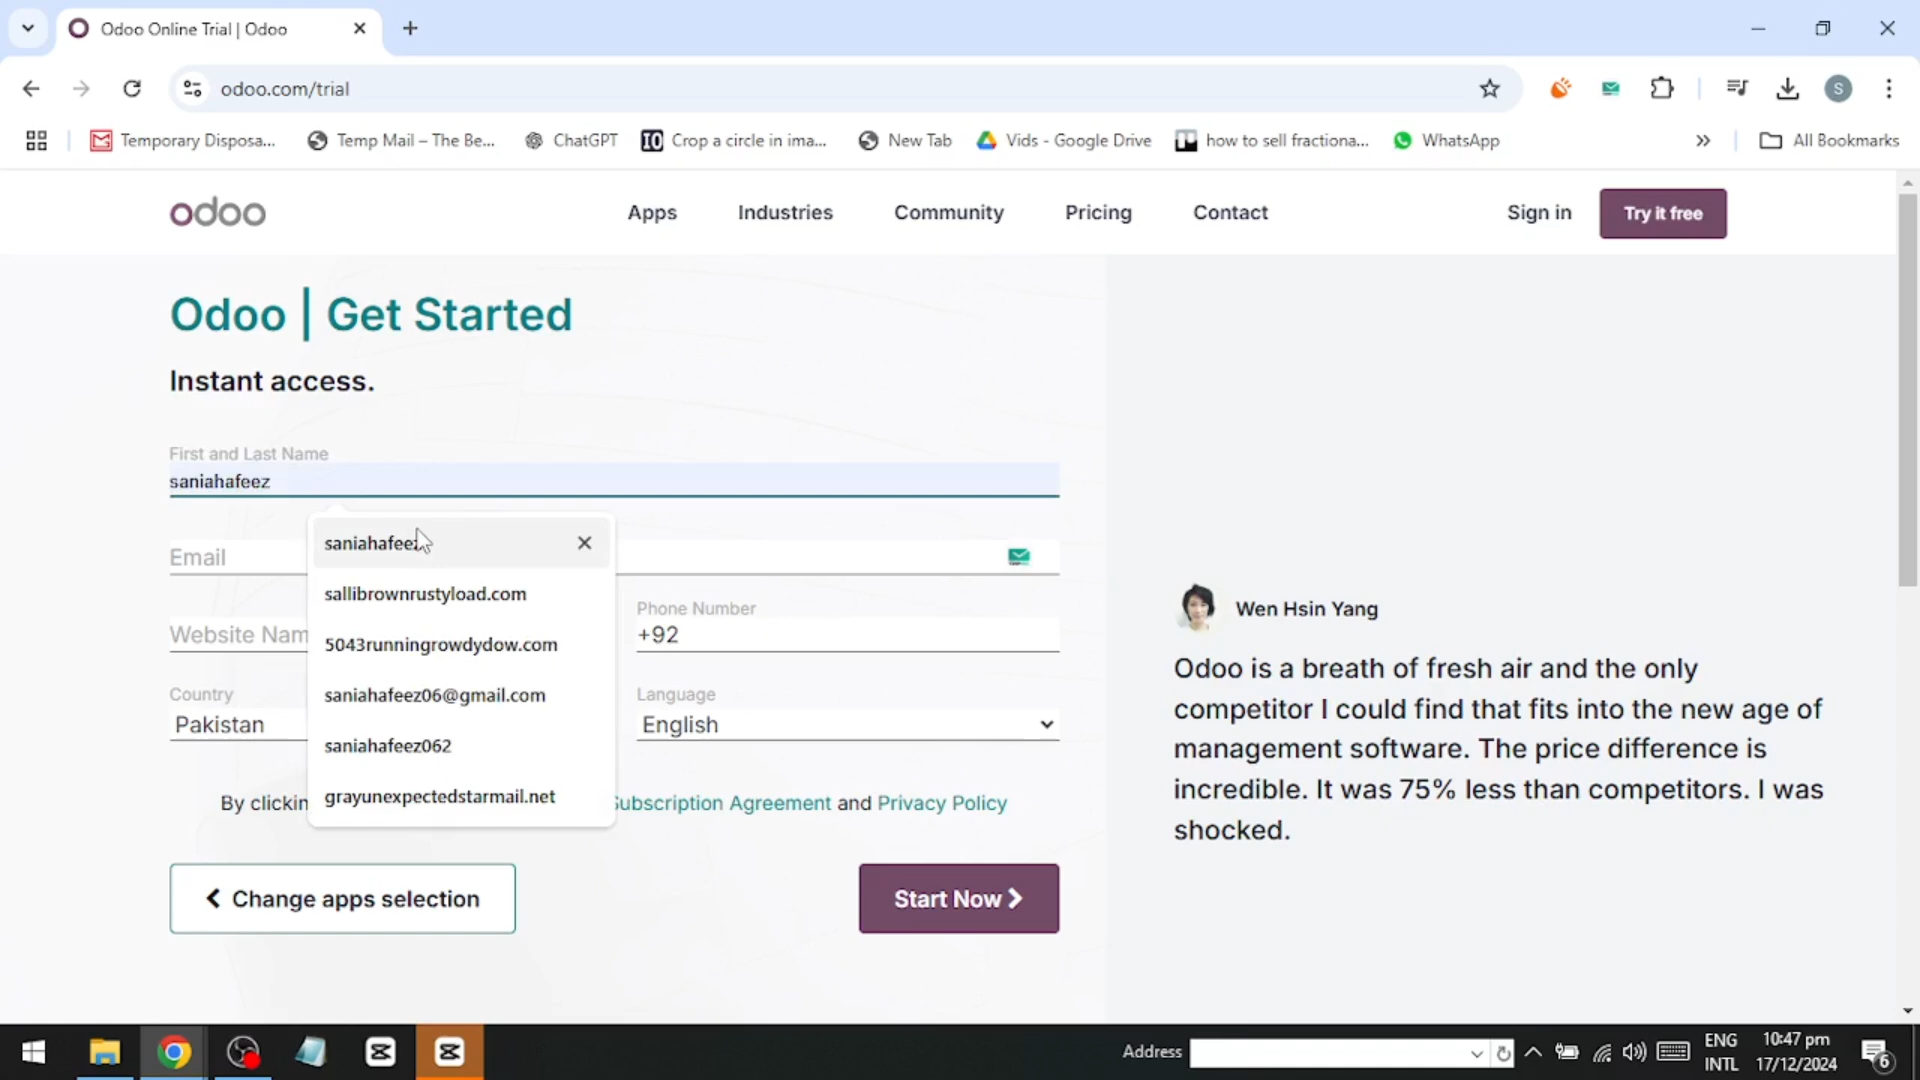 Odoo Online Trial | Odoo
odoo.com/trial
S
Temporary Disposa...
Temp Mail – The Be...
ChatGPT
IO
Crop a circle in ima...
New Tab
Vids - Google Drive
how to sell fractiona...
WhatsApp
All Bookmarks
odoo
Apps
Industries
Community
Pricing
Contact
Sign in
Try it free
Odoo | Get Started
Instant access.
First and Last Name
saniahafeez
saniahafeez
Email
sallibrownrustyload.com
Phone Number
Website Nam
+92
5043runningrowdydow.com
Country
Language
saniahafeez06@gmail.com
Pakistan
English
saniahafeez062
grayunexpectedstarmail.net
By clickin
Subscription Agreement and Privacy Policy
Change apps selection
Start Now
Wen Hsin Yang
Odoo is a breath of fresh air and the only
competitor I could find that fits into the new age of
management software. The price difference is
incredible. It was 75% less than competitors. I was
shocked.
Address
ENG
INTL
10:47 pm
17/12/2024
6